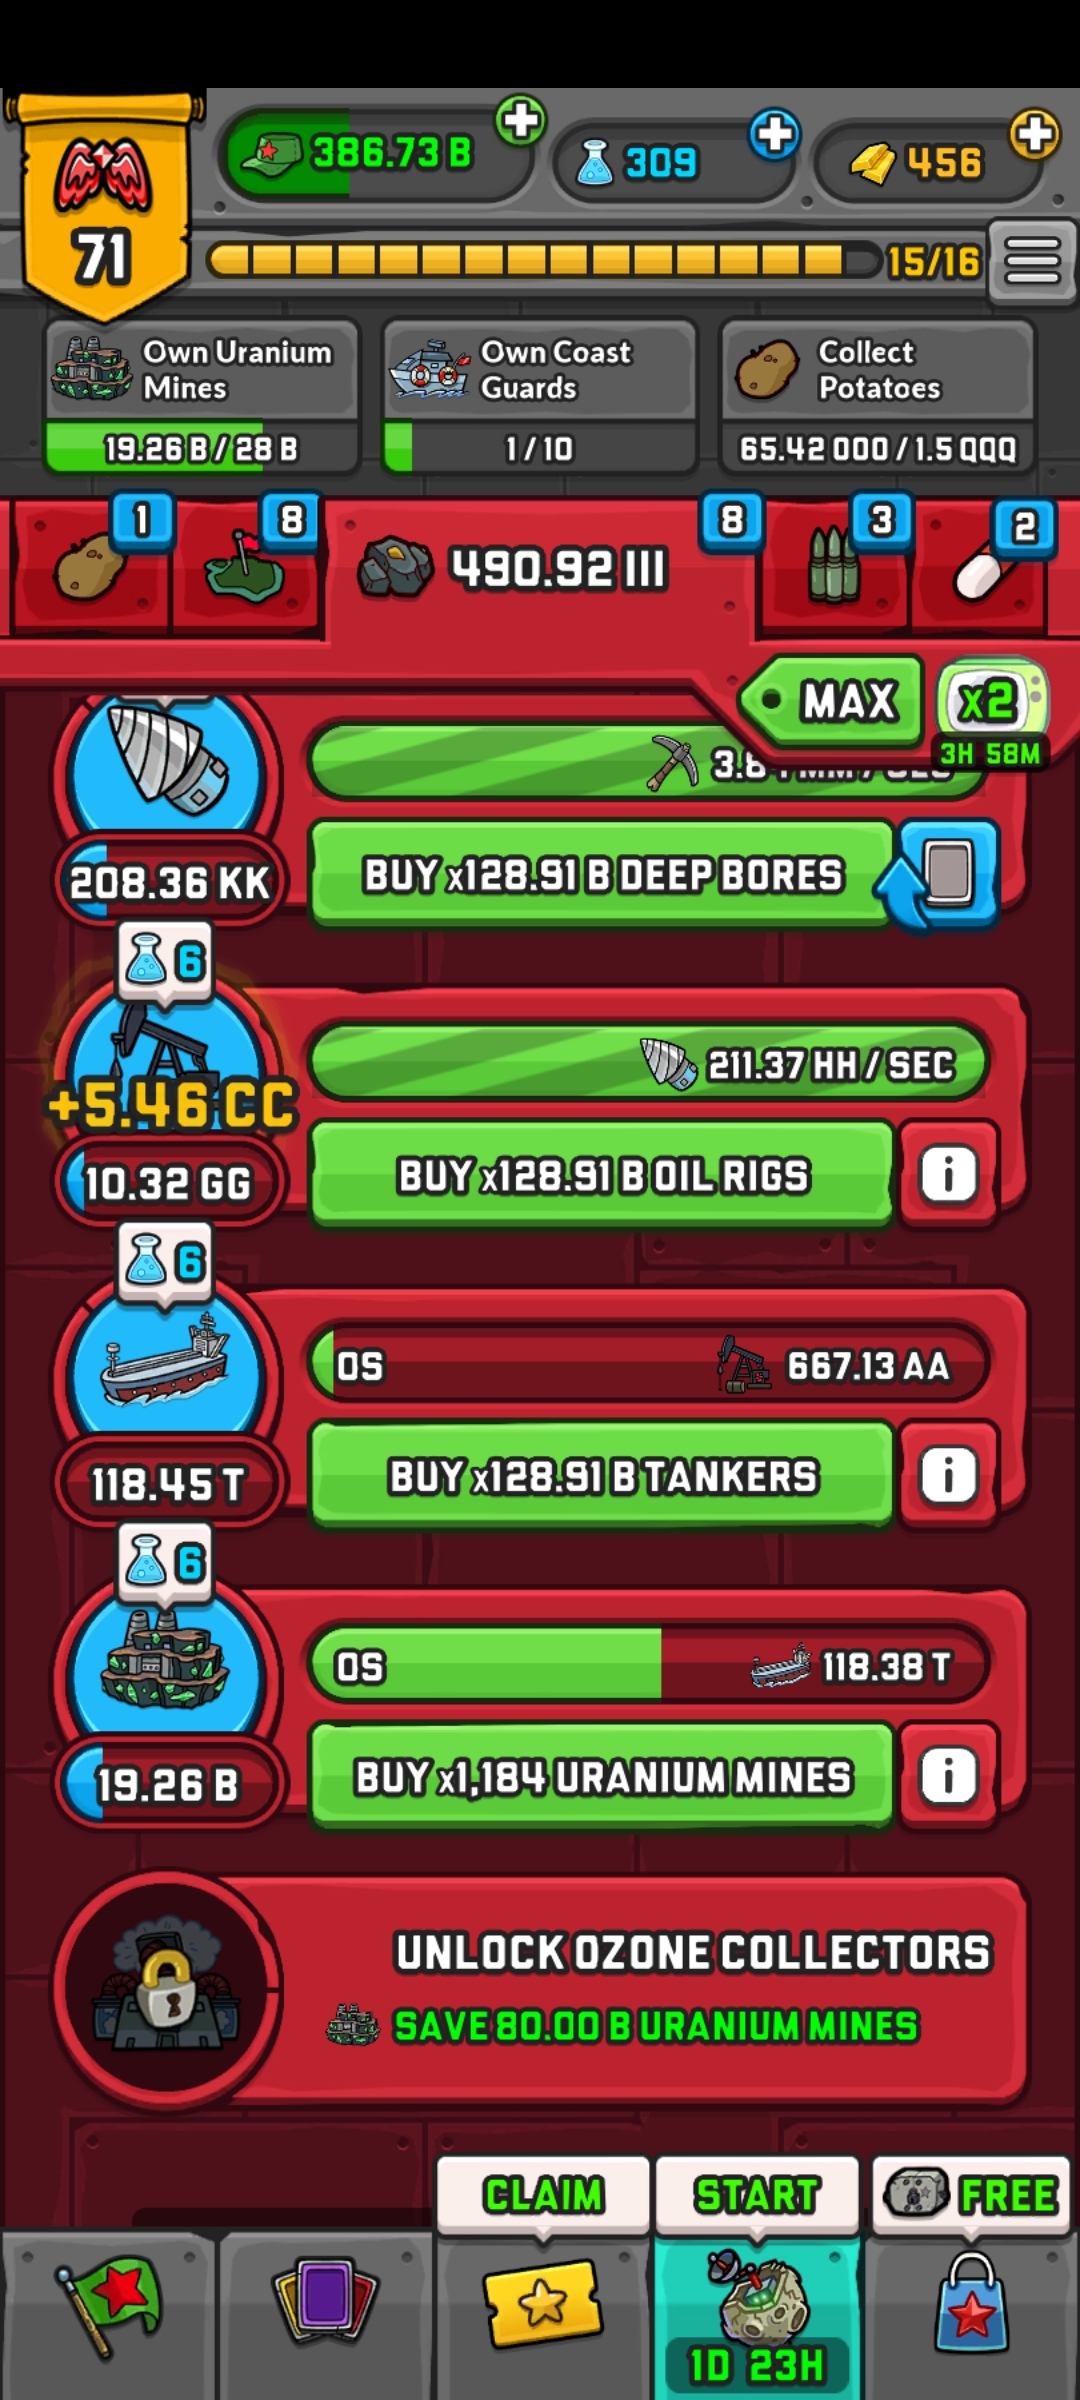 386.73 B
309
456
71
15/16
Own Uranium Mines
19.26 B / 28 B
Own Coast Guards
1 / 10
Collect Potatoes
65.42 OOO / 1.5 QQQ
1
8
490.92 III
8
3
2
MAX
x2
3H 58M
208.36 KK
BUY x128.91 B DEEP BORES
6
+5.46 CC
211.37 HH / SEC
10.32 GG
BUY x128.91 B OIL RIGS
6
0S
667.13 AA
118.45 T
BUY x128.91 B TANKERS
6
0S
118.38 T
19.26 B
BUY x1,184 URANIUM MINES
UNLOCK OZONE COLLECTORS
SAVE 80.00 B URANIUM MINES
CLAIM
START
FREE
1D 23H